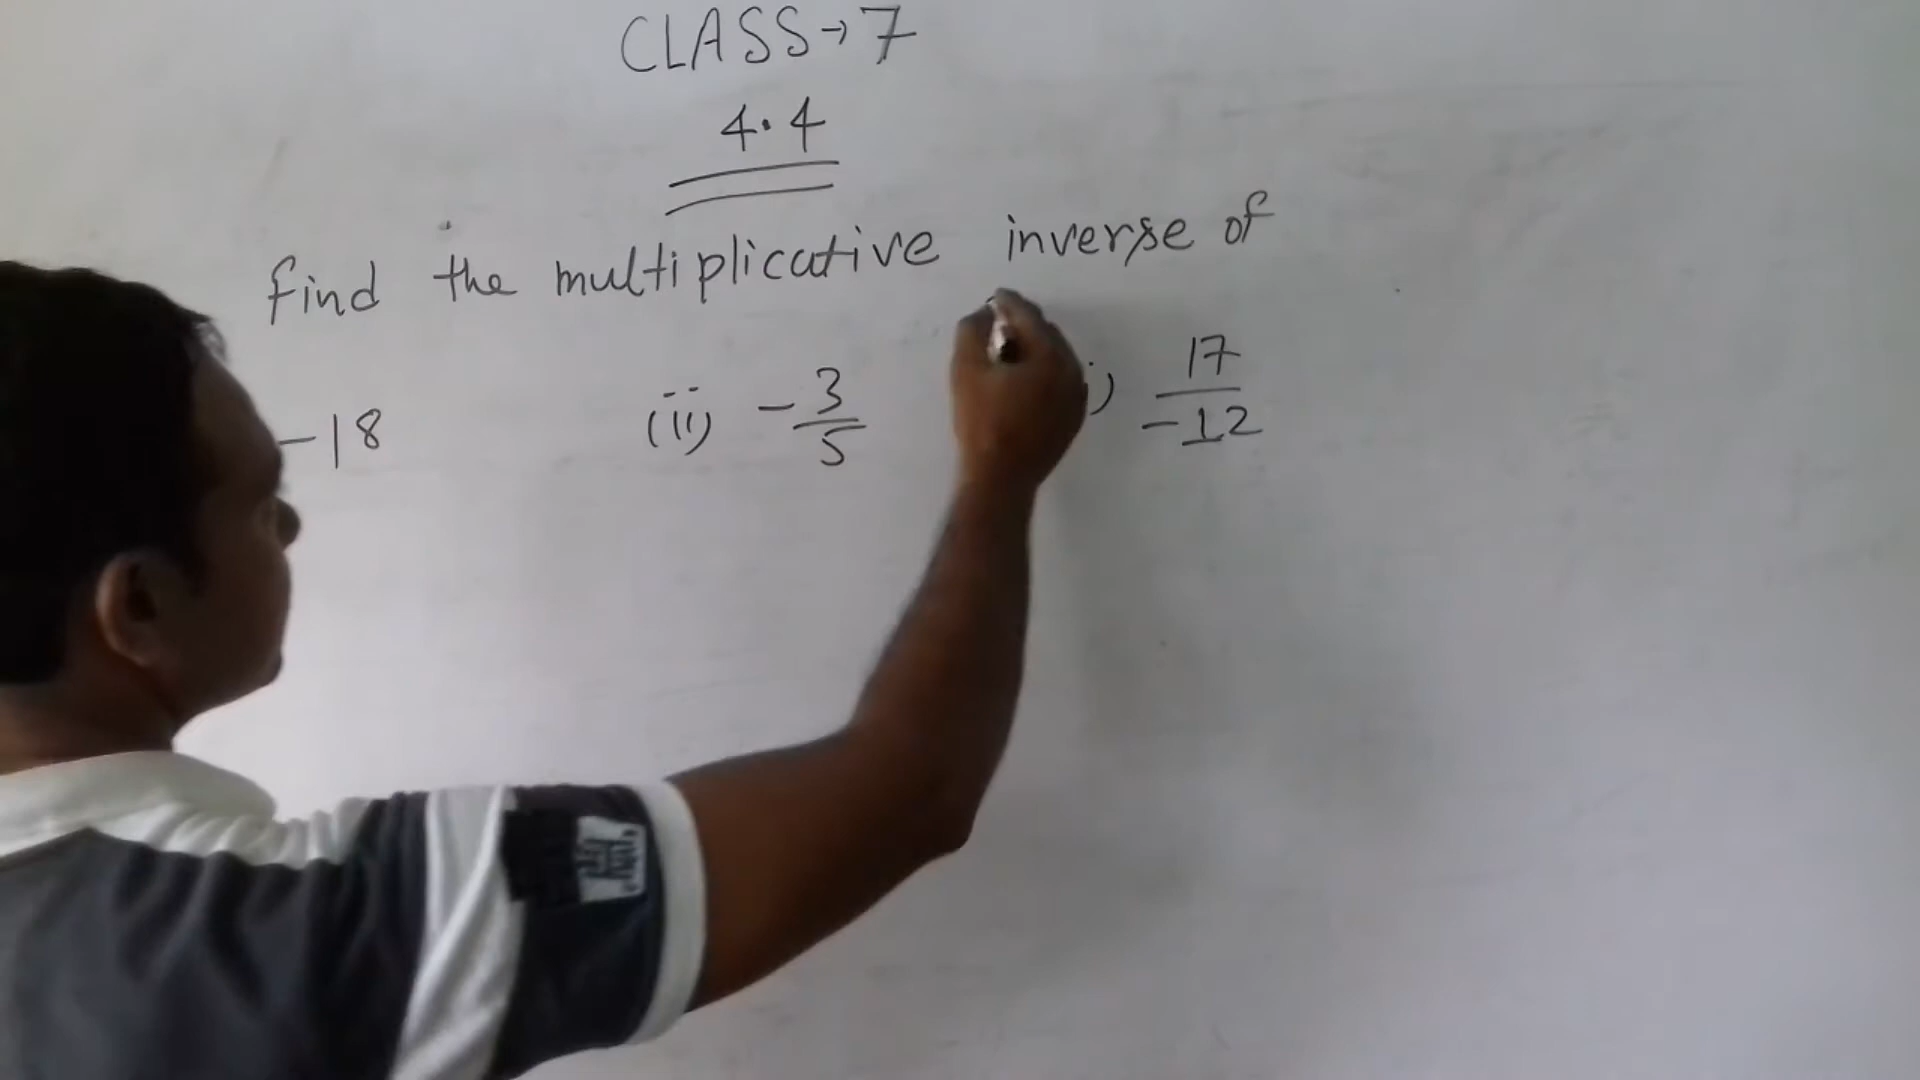 CLASS→7
4.4
find the multiplicative inverse of
-18 (ii) -3/5 ) 17/-12